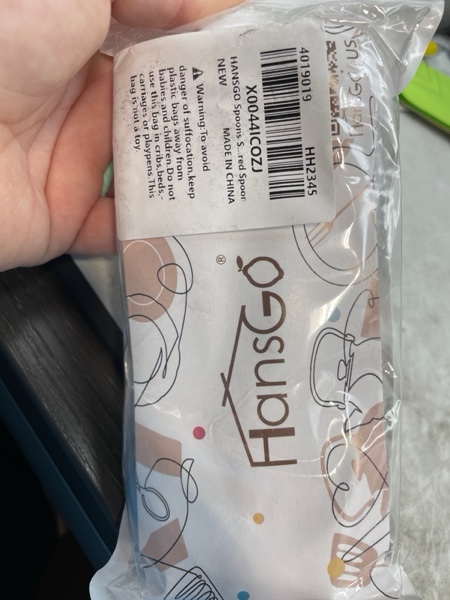 HansGo USA
4019019 HH2345
X0044ICOZJ
HANSGO Spoons S...red Spoon
NEW MADE IN CHINA
⚠ Warning:To avoid
danger of suffocation,keep
plastic bags away from
babies and children.Do not
use this bag in cribs,beds,-
carriages or playpens.This
bag is not a toy.
HansGO®